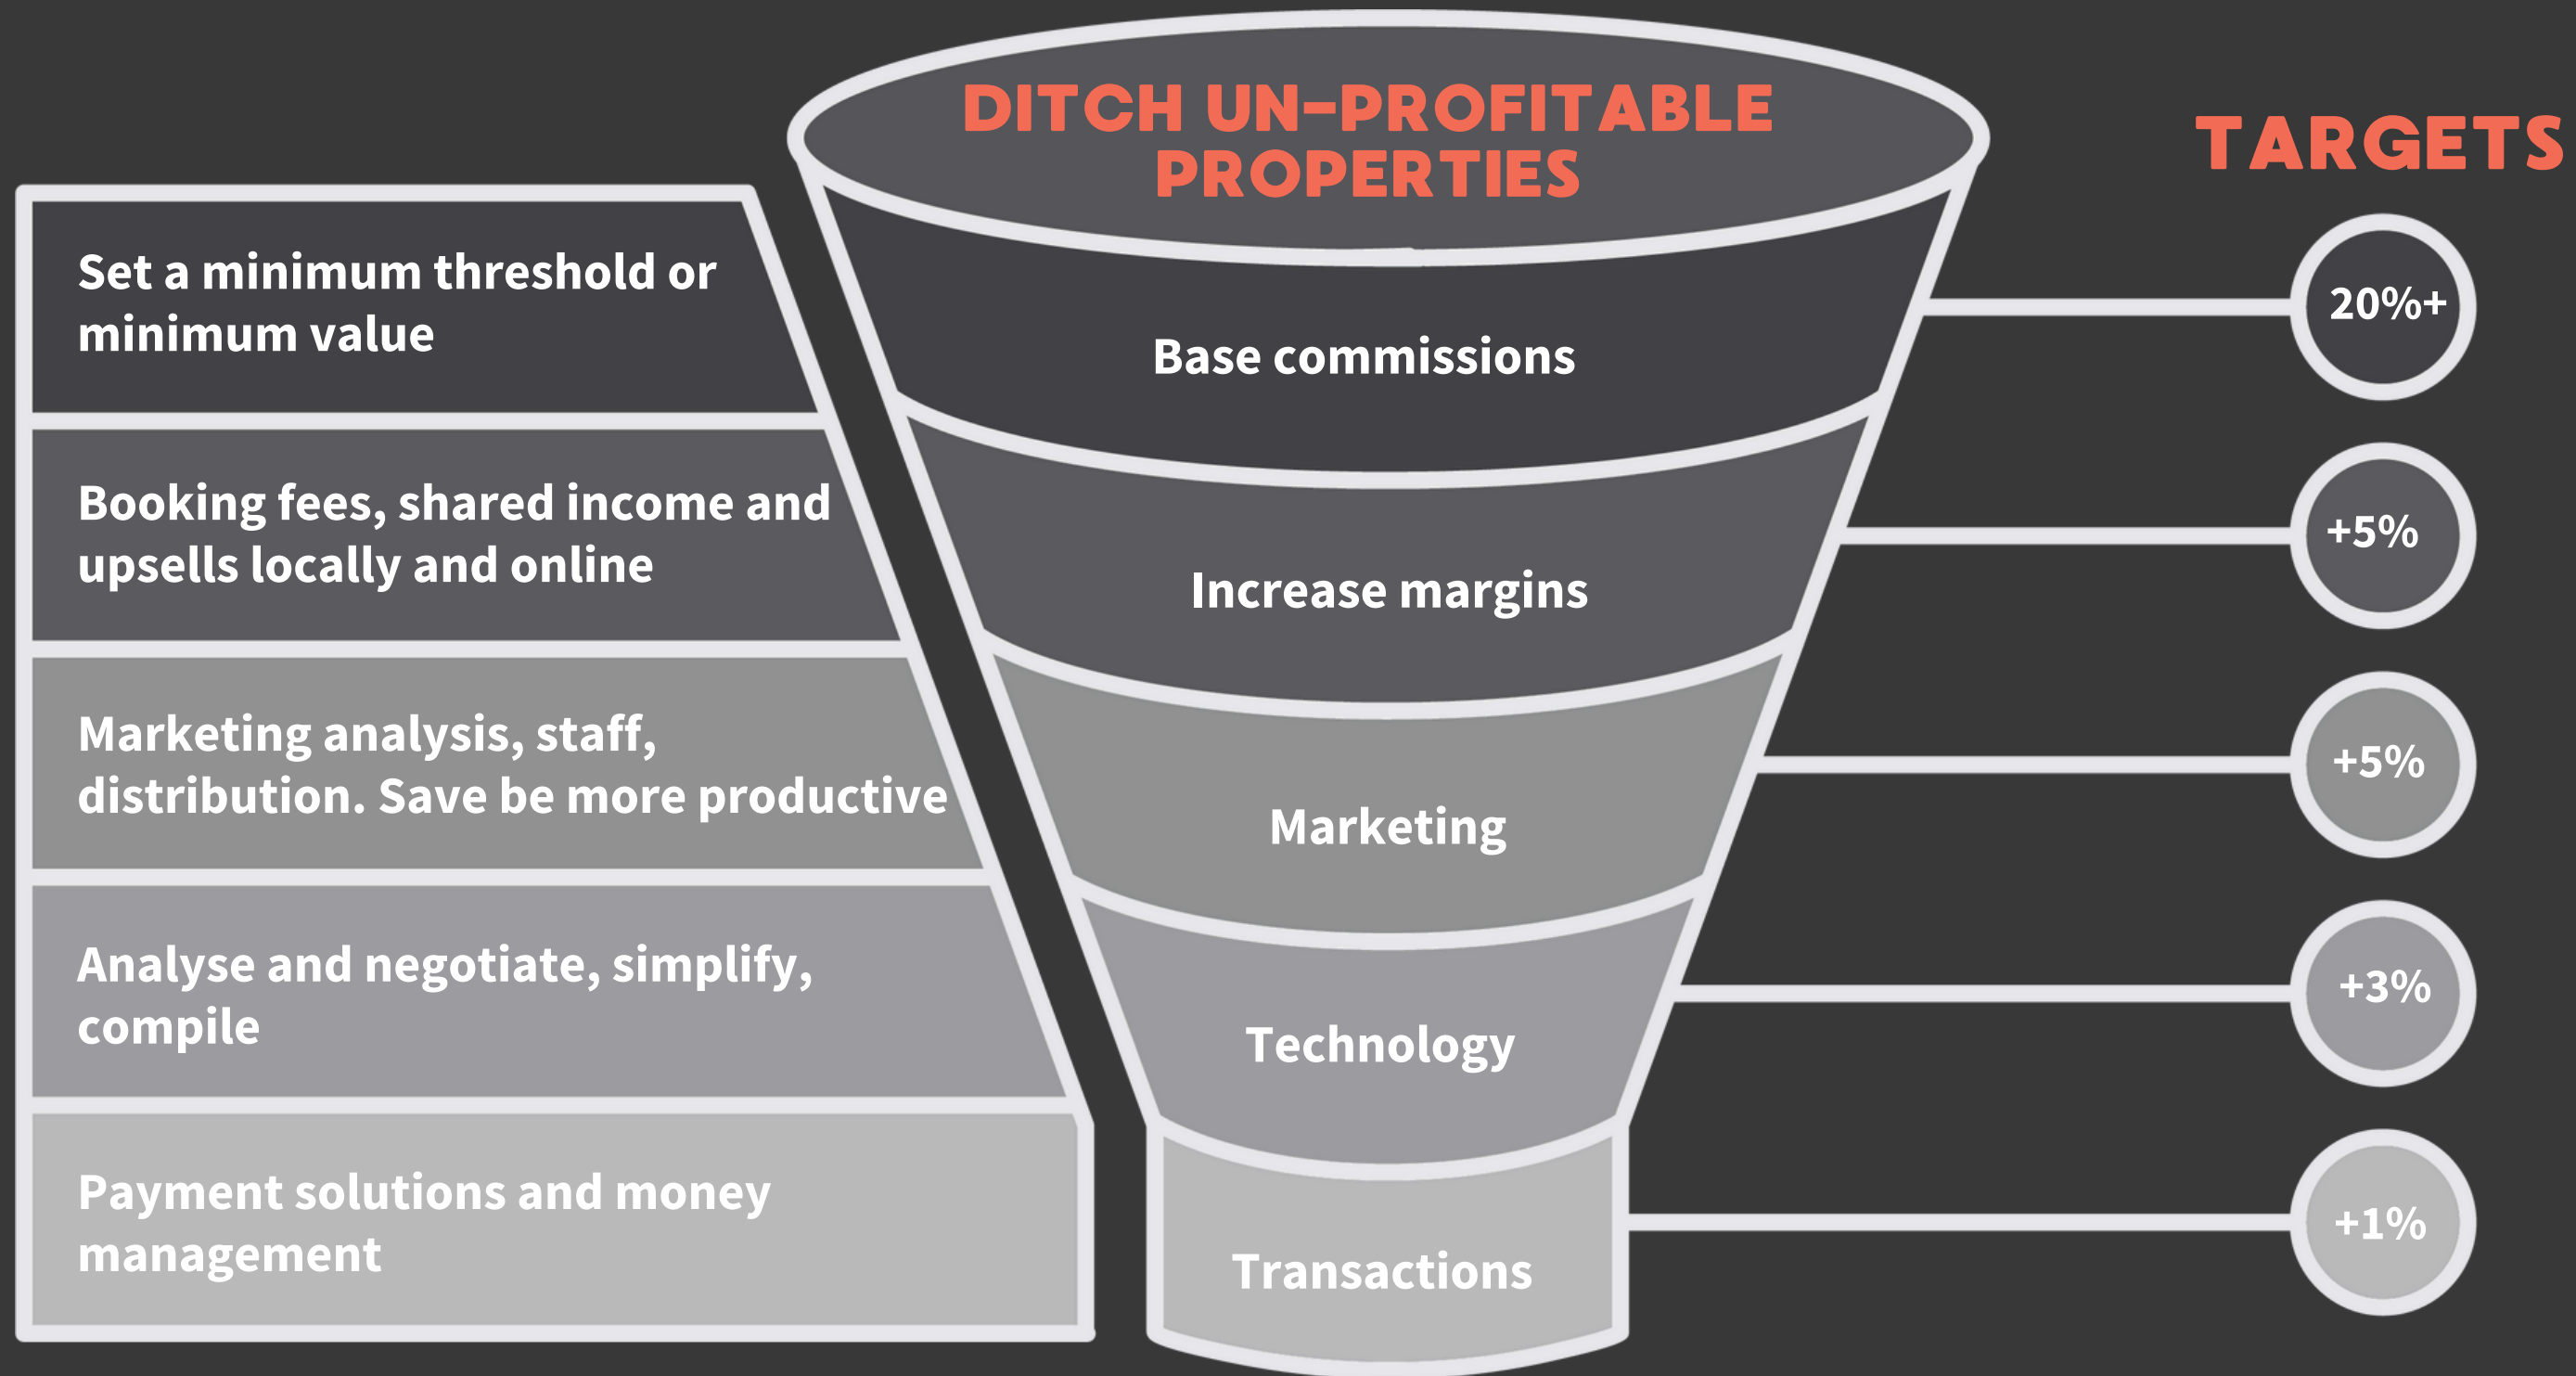 DITCH UN-PROFITABLE
PROPERTIES
TARGETS
Set a minimum threshold or
minimum value
Base commissions
20%+
Booking fees, shared income and
upsells locally and online
Increase margins
+5%
Marketing analysis, staff,
distribution. Save be more productive
Marketing
+5%
Analyse and negotiate, simplify,
compile
Technology
+3%
Payment solutions and money
management
Transactions
+1%